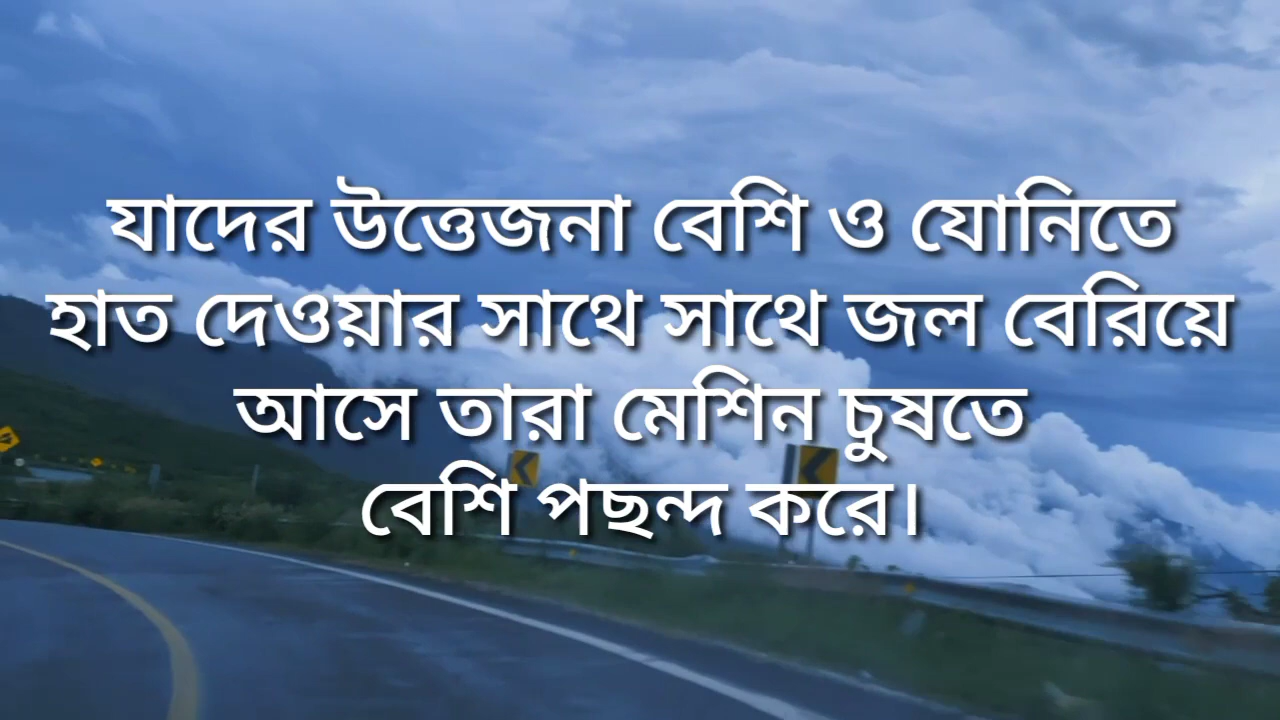 যাদের উত্তেজনা বেশি ও যোনিতে
হাত দেওয়ার সাথে সাথে জল বেরিয়ে
আসে তারা মেশিন চুষতে
বেশি পছন্দ করে।